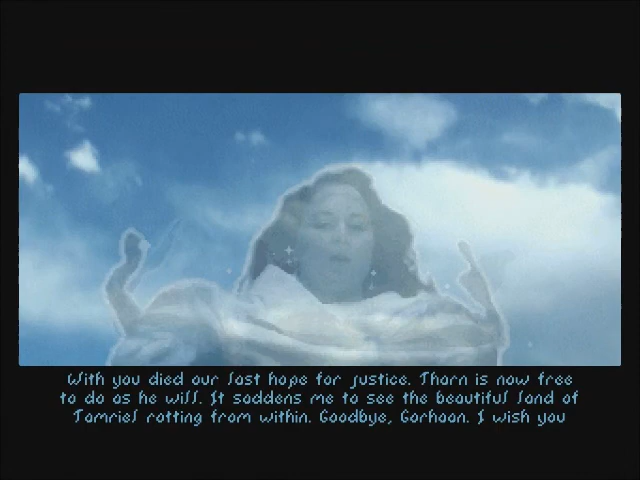 With you died our last hope for justice. Tharn is now free
to do as he will. It saddens me to see the beautiful land of
Tamriel rotting from within. Goodbye, Gorhaan. I wish you